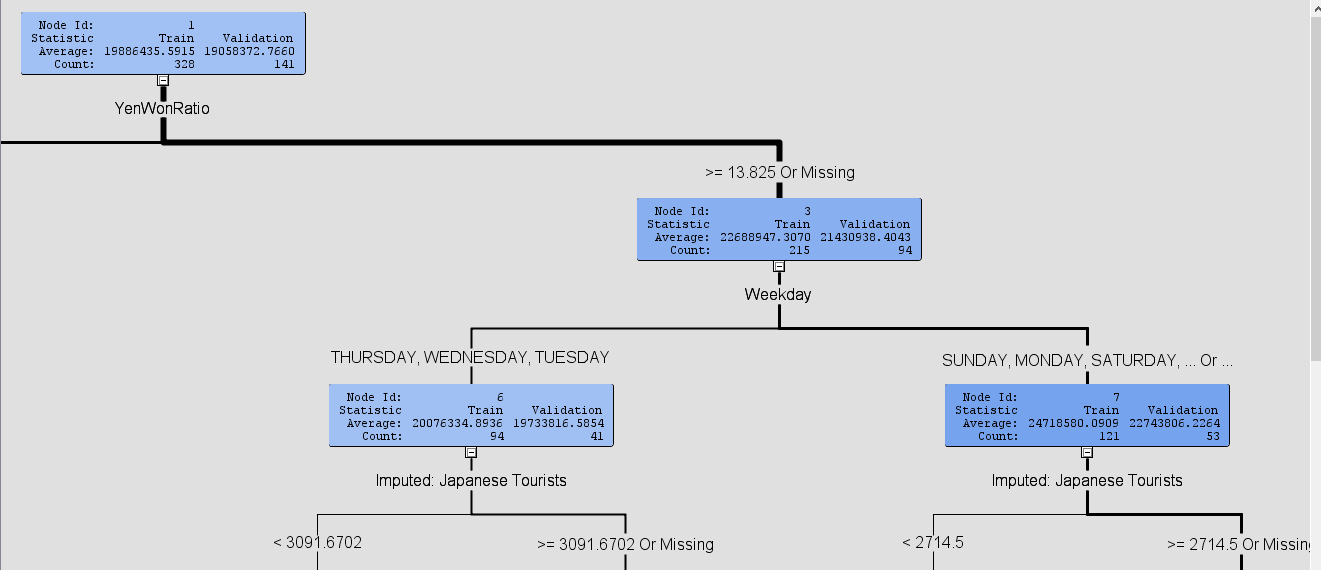 Node Id: 1
Statistic Train Validation
Average: 19886435.5915 19058372.7660
Count: 328 141
YenWonRatio
>= 13.825 Or Missing
Node Id: 3
Statistic Train Validation
Average: 22688947.3070 21430938.4043
Count: 215 94
Weekday
THURSDAY, WEDNESDAY, TUESDAY
SUNDAY, MONDAY, SATURDAY, ... Or ...
Node Id: 6
Statistic Train Validation
Average: 20076334.8936 19733816.5854
Count: 94 41
Node Id: 7
Statistic Train Validation
Average: 24718580.0909 22743806.2264
Count: 121 53
Imputed: Japanese Tourists
Imputed: Japanese Tourists
< 3091.6702
>= 3091.6702 Or Missing
< 2714.5
>= 2714.5 Or Missing